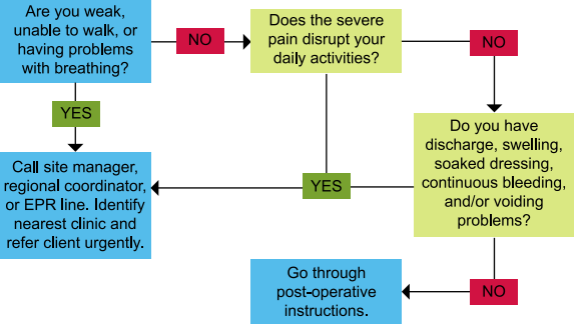 Are you weak,
unable to walk, or
having problems
with breathing?
NO
Does the severe
pain disrupt your
daily activities?
NO
YES
Do you have
discharge, swelling,
soaked dressing,
continuous bleeding,
and/or voiding
problems?
YES
Call site manager,
regional coordinator,
or EPR line. Identify
nearest clinic and
refer client urgently.
NO
Go through
post-operative
instructions.